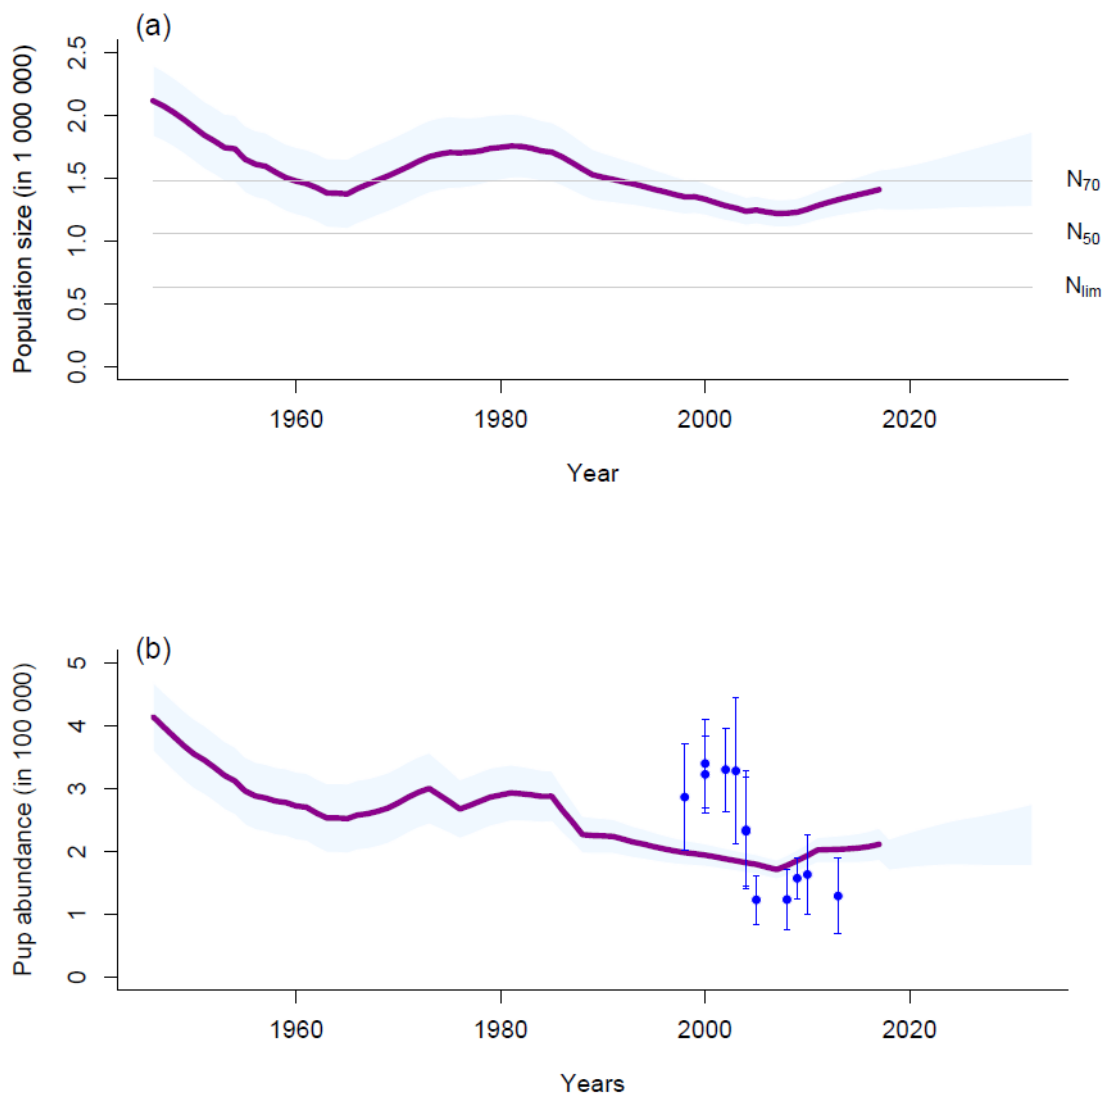 (a)
Population size (in 1 000 000)
2.5
2.0
1.5
1.0
0.5
0.0
N70
N50
Nlim
1960 1980 2000 2020
Year
(b)
Pup abundance (in 100 000)
5
4
3
2
1
0
1960 1980 2000 2020
Years